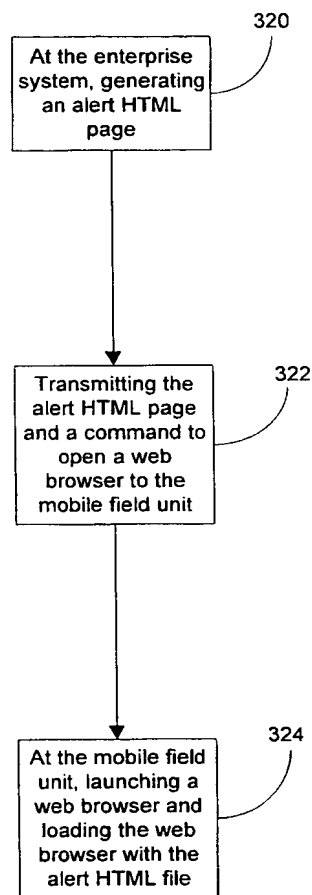 320
At the enterprise
system, generating
an alert HTML
page
322
Transmitting the
alert HTML page
and a command to
open a web
browser to the
mobile field unit
324
At the mobile field
unit, launching a
web browser and
loading the web
browser with the
alert HTML file